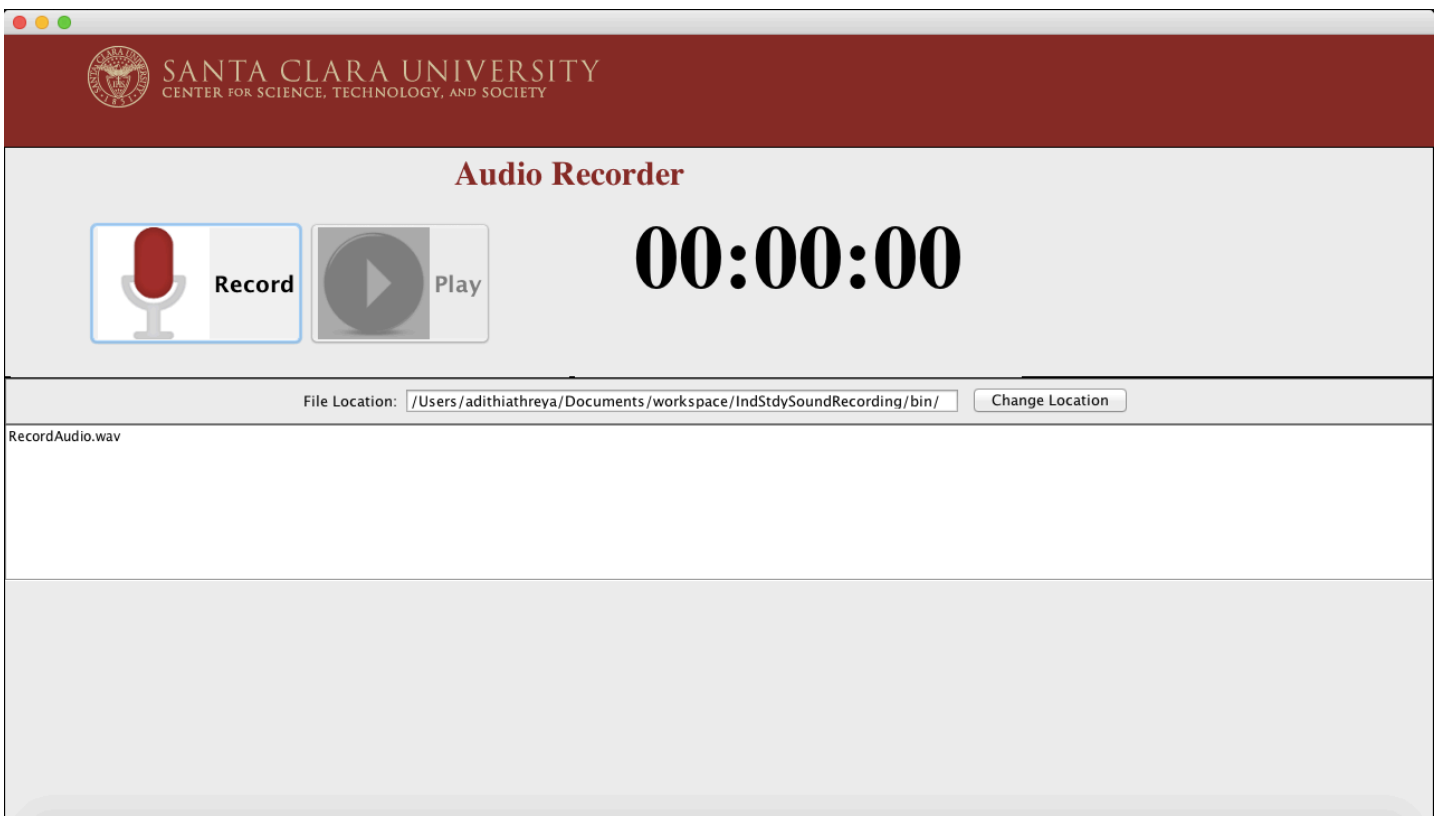 SANTA CLARA UNIVERSITY
CENTER FOR SCIENCE, TECHNOLOGY, AND SOCIETY
Audio Recorder
Record
Play
00:00:00
File Location:
/Users/adithiathreya/Documents/workspace/IndStdySoundRecording/bin/
Change Location
RecordAudio.wav